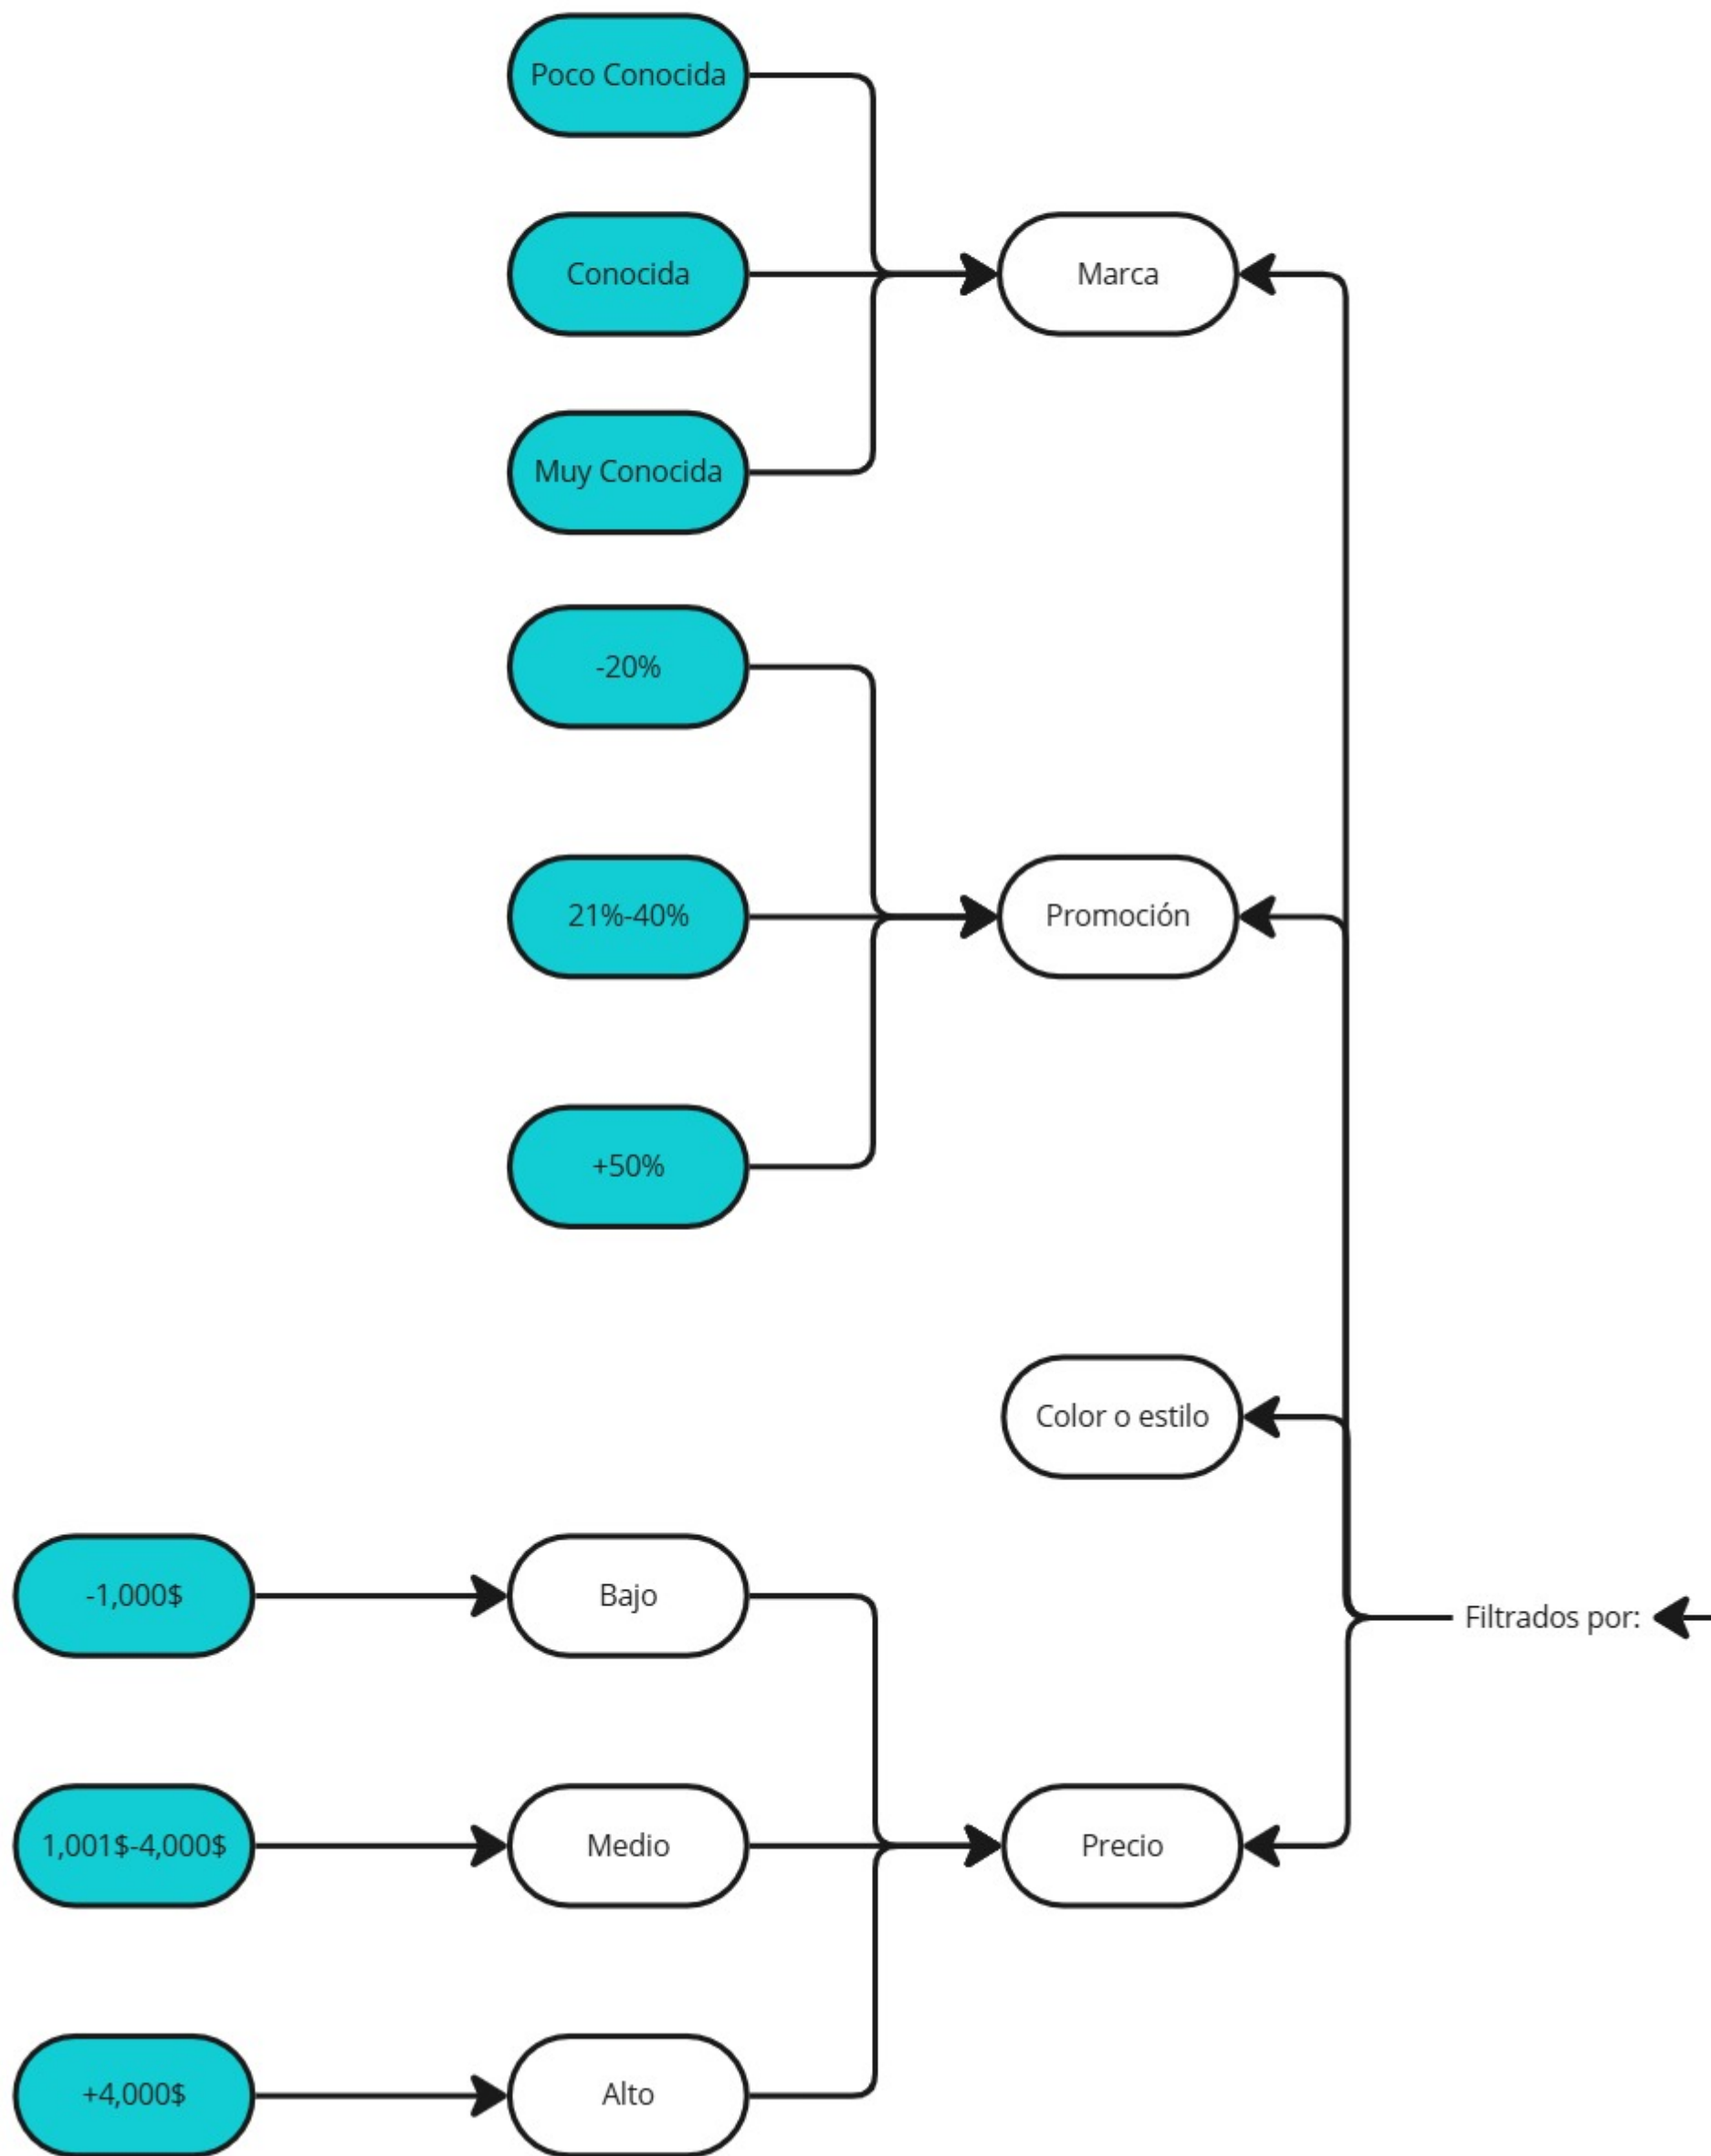 Poco Conocida
Conocida
Marca
Muy Conocida
-20%
21%-40%
Promoción
+50%
Color o estilo
-1,000$
Bajo
Filtrados por:
1,001$-4,000$
Medio
Precio
+4,000$
Alto